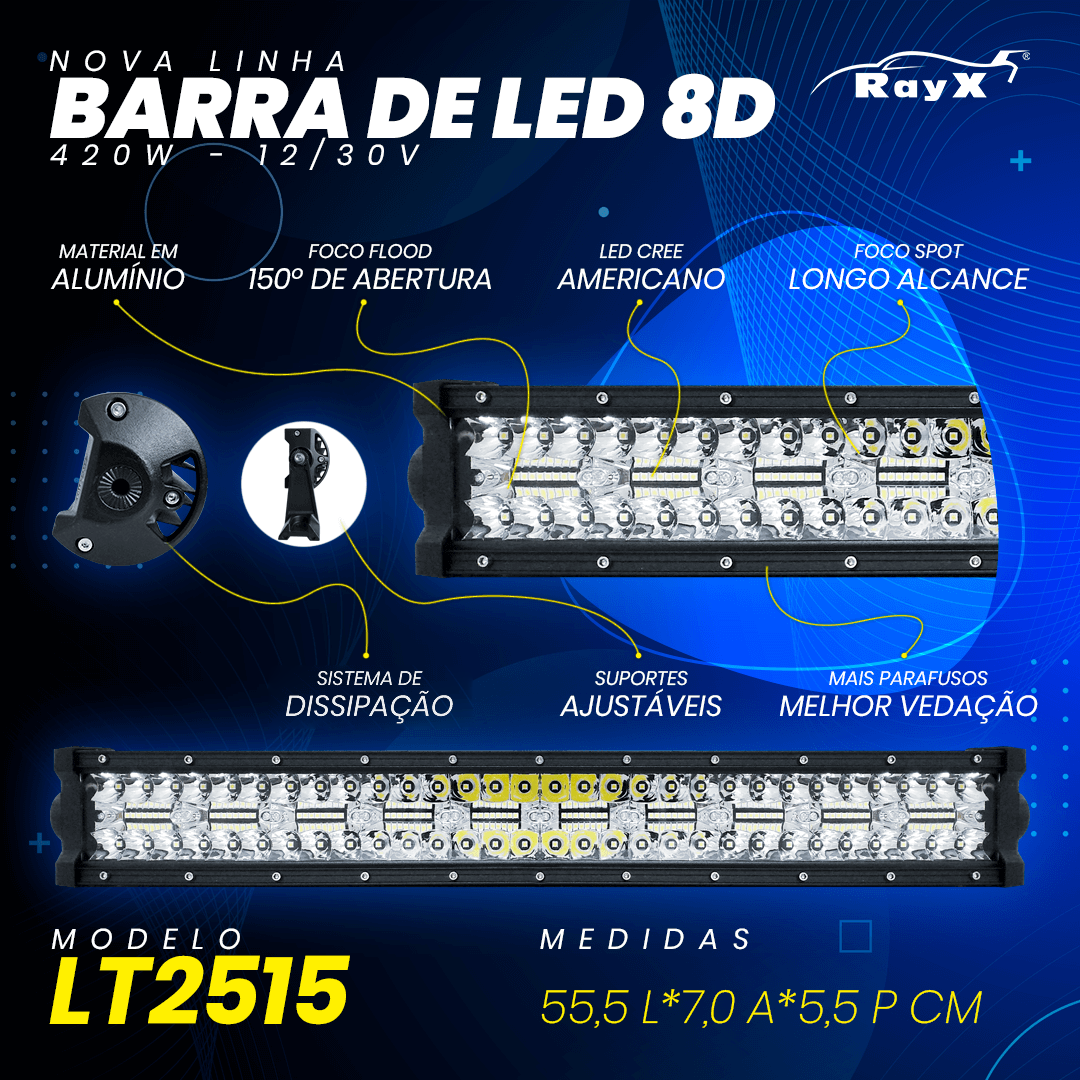 NOVA LINHA
BARRA DE LED 8D
420W - 12/30V
RayX®
MATERIAL EM
ALUMÍNIO
FOCO FLOOD
150º DE ABERTURA
LED CREE
AMERICANO
FOCO SPOT
LONGO ALCANCE
SISTEMA DE
DISSIPAÇÃO
SUPORTES
AJUSTÁVEIS
MAIS PARAFUSOS
MELHOR VEDAÇÃO
MODELO
LT2515
MEDIDAS
55,5 L*7,0 A*5,5 P CM